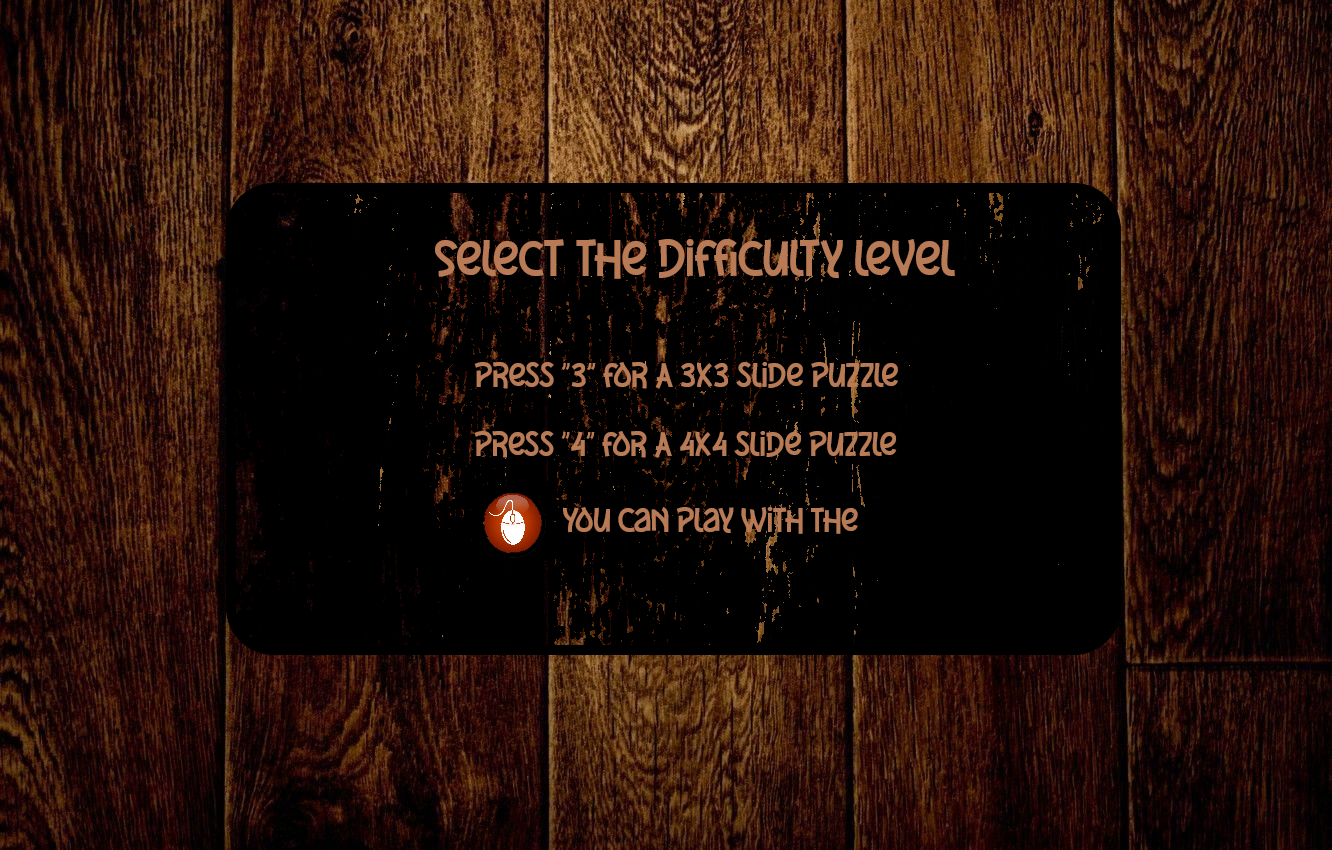 Select the Difficulty level
Press "3" for a 3x3 slide puzzle
Press "4" for a 4x4 slide puzzle
You can play with the